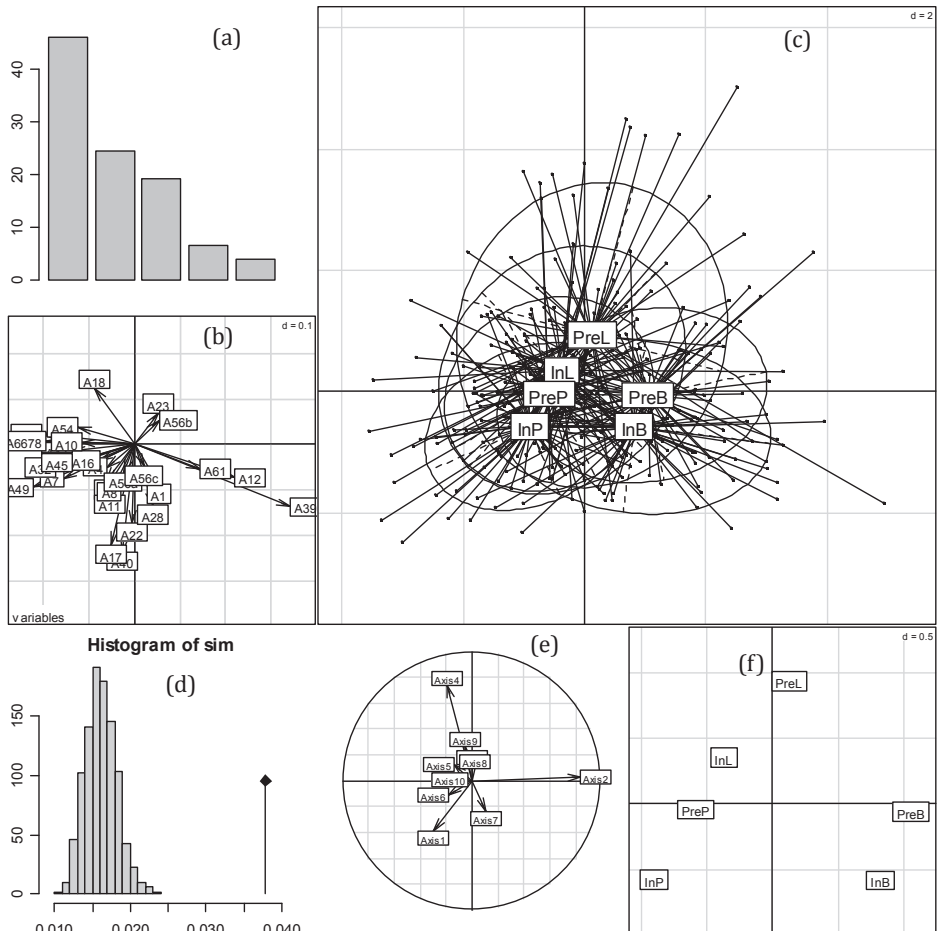 (a)
40
30
20
10
0
(b)
d = 0.1
A18
A23
A56b
A54
A6678
A10
A45
A16
A7
A49
A56c
A61
A12
A39
A8
A1
A11
A28
A22
A17
A40
variables
(c)
d = 2
PreL
InL
PreP
PreB
InP
InB
Histogram of sim
(d)
150
100
50
0
0.010
0.020
0.030
0.040
(e)
Axis4
Axis9
Axis8
Axis5
Axis10
Axis2
Axis6
Axis7
Axis1
(f)
d = 0.5
PreL
InL
PreP
PreB
InP
InB